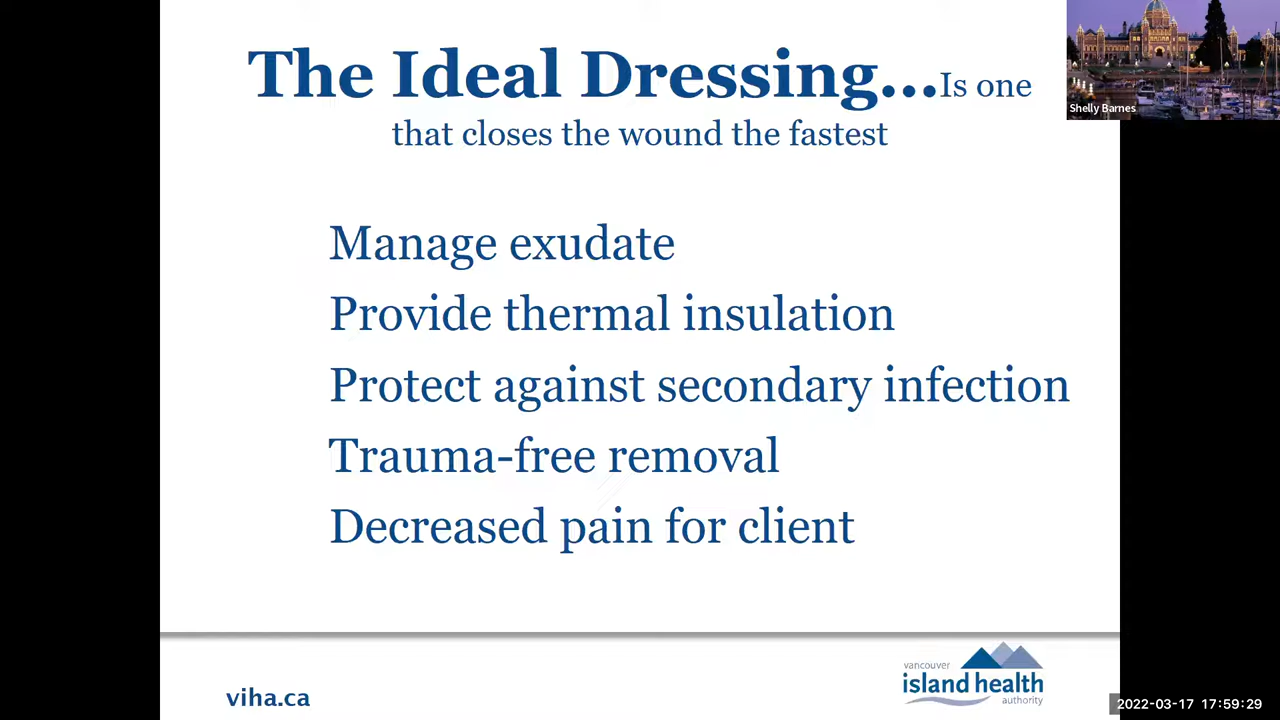 The Ideal Dressing...Is one
that closes the wound the fastest
Shelly Barnes
Manage exudate
Provide thermal insulation
Protect against secondary infection
Trauma-free removal
Decreased pain for client
viha.ca
vancouver
island health
authority
2022-03-17 17:59:29